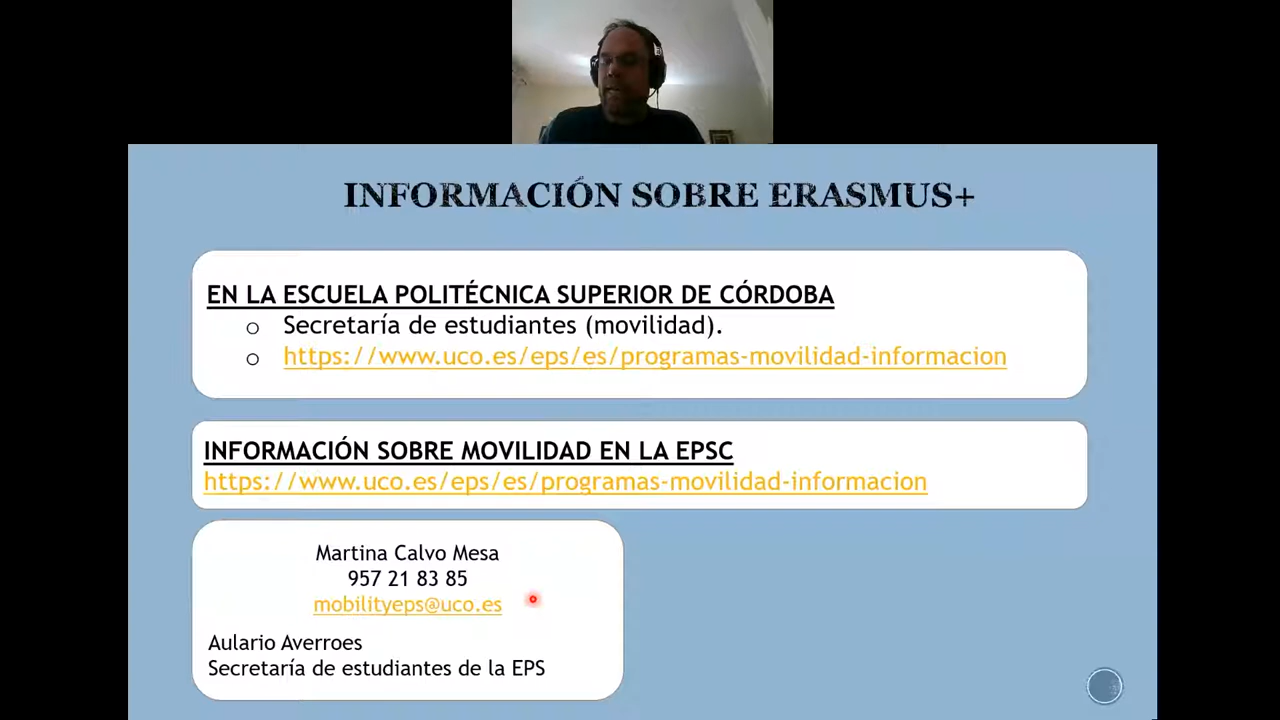 INFORMACIÓN SOBRE ERASMUS+
EN LA ESCUELA POLITÉCNICA SUPERIOR DE CÓRDOBA
o Secretaría de estudiantes (movilidad).
o https://www.uco.es/eps/es/programas-movilidad-informacion
INFORMACIÓN SOBRE MOVILIDAD EN LA EPSC
https://www.uco.es/eps/es/programas-movilidad-informacion
Martina Calvo Mesa
957 21 83 85
mobilityeps@uco.es
Aulario Averroes
Secretaría de estudiantes de la EPS